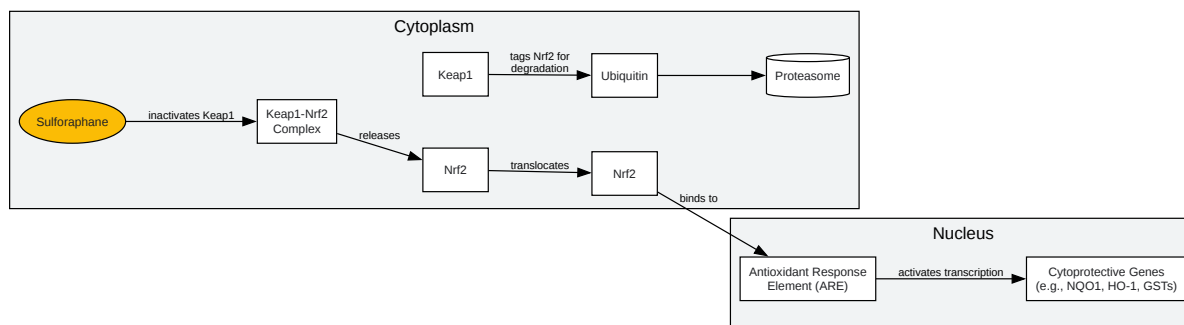 Cytoplasm
tags Nrf2 for
degradation
Keap1
Ubiquitin
Proteasome
Sulforaphane
inactivates Keap1
Keap1-Nrf2
Complex
releases
Nrf2
translocates
Nrf2
binds to
Nucleus
Antioxidant Response
Element (ARE)
activates transcription
Cytoprotective Genes
(e.g., NQO1, HO-1, GSTs)